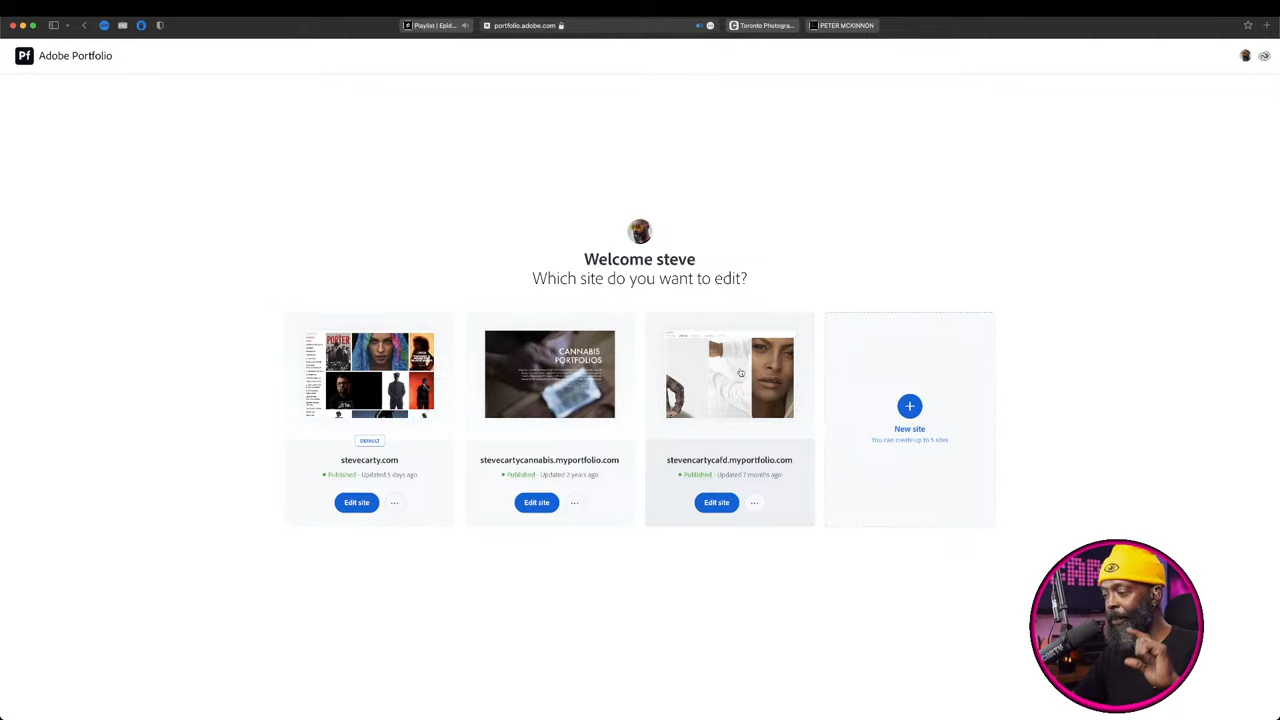 Playlist | Epid...
portfolio.adobe.com
Toronto Photogra...
PETER MCKINNON
Pf Adobe Portfolio
Welcome steve
Which site do you want to edit?
PORTER
CANNABIS
PORTFOLIOS
New site
You can create up to 5 sites
DEFAULT
stevecarty.com
Published - Updated 5 days ago
Edit site
stevecartycannabis.myportfolio.com
Published - Updated 2 years ago
Edit site
stevencartycafd.myportfolio.com
Published - Updated 7 months ago
Edit site
CARTY